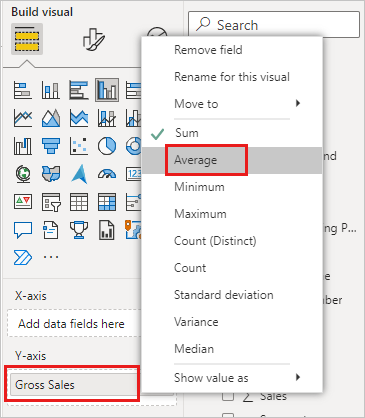 Build visual
Search
Remove field
Rename for this visual
Move to
Sum
Average
Minimum
Maximum
Count (Distinct)
Count
Standard deviation
Variance
Median
Show value as
nd
ng P...
mber
Sales
X-axis
Add data fields here
Y-axis
Gross Sales